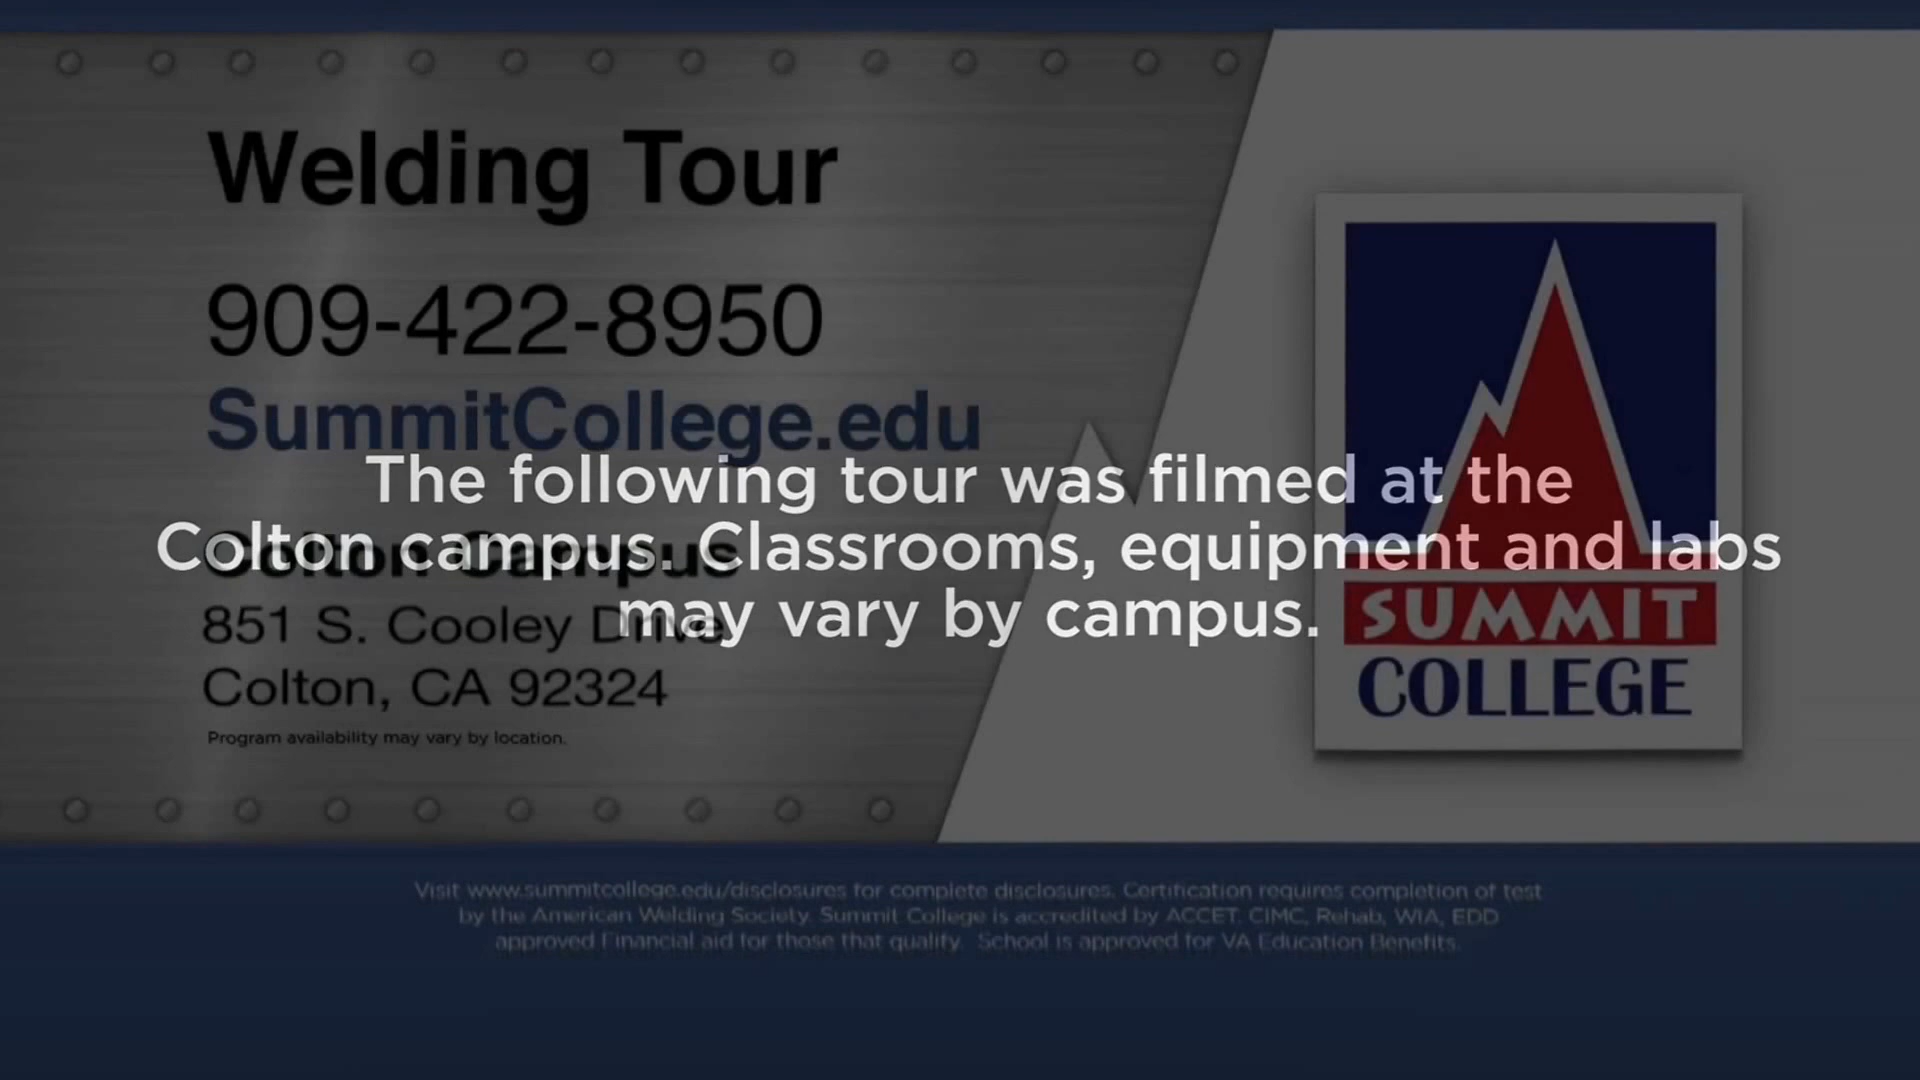 Welding Tour
909-422-8950
SummitCollege.edu
The following tour was filmed at the
Colton campus. Classrooms, equipment and labs
may vary by campus.
Colton Campus
851 S. Cooley Drive
Colton, CA 92324
Program availability may vary by location.
SUMMIT
COLLEGE
Visit www.summitcollege.edu/disclosures for complete disclosures. Certification requires completion of test
by the American Welding Society. Summit College is accredited by ACCET. CIMC, Rehab, WIA, EDD
approved Financial aid for those that qualify. School is approved for VA Education Benefits.